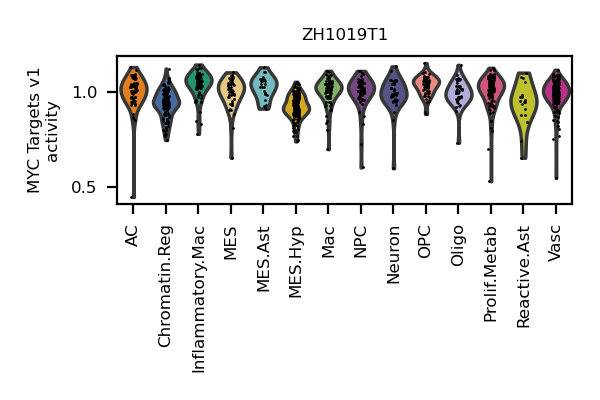 ZH1019T1
MYC Targets v1
activity
1.0
0.5
AC
Chromatin.Reg
Inflammatory.Mac
MES
MES.Ast
MES.Hyp
Mac
NPC
Neuron
OPC
Oligo
Prolif.Metab
Reactive.Ast
Vasc